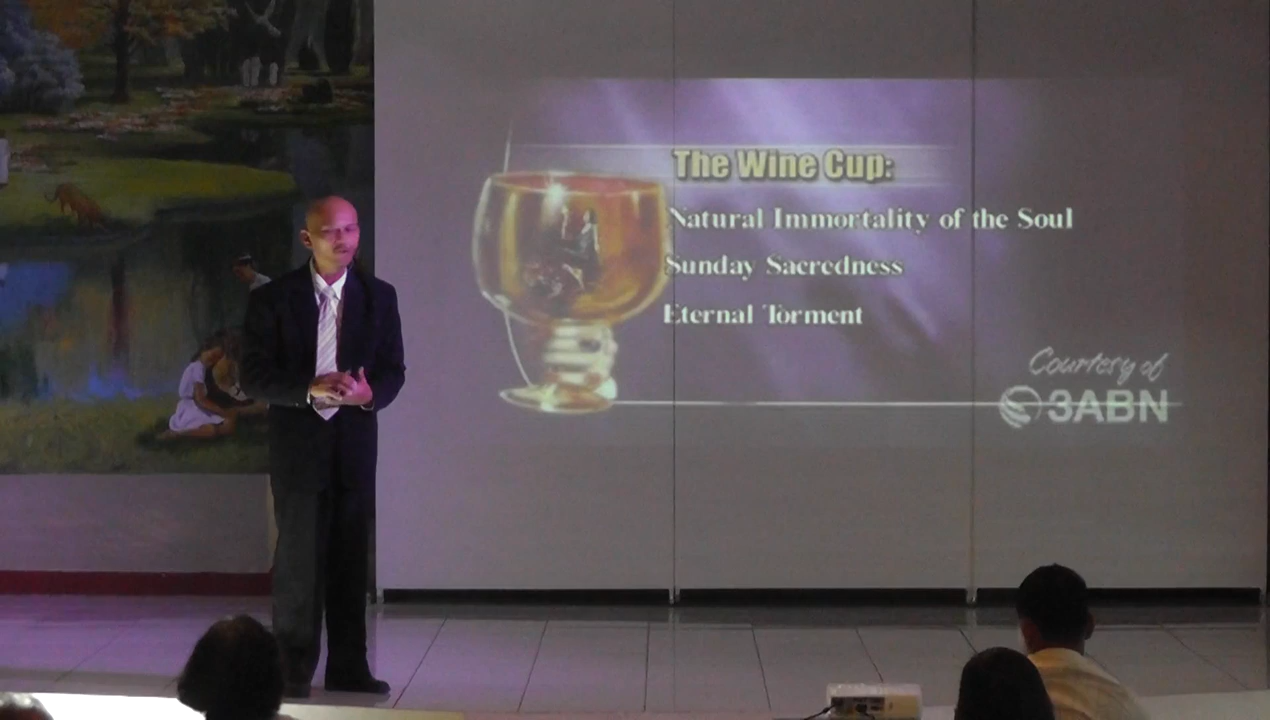 The Wine Cup:
Natural Immortality of the Soul
Sunday Sacredness
Eternal Torment
Courtesy of
3ABN